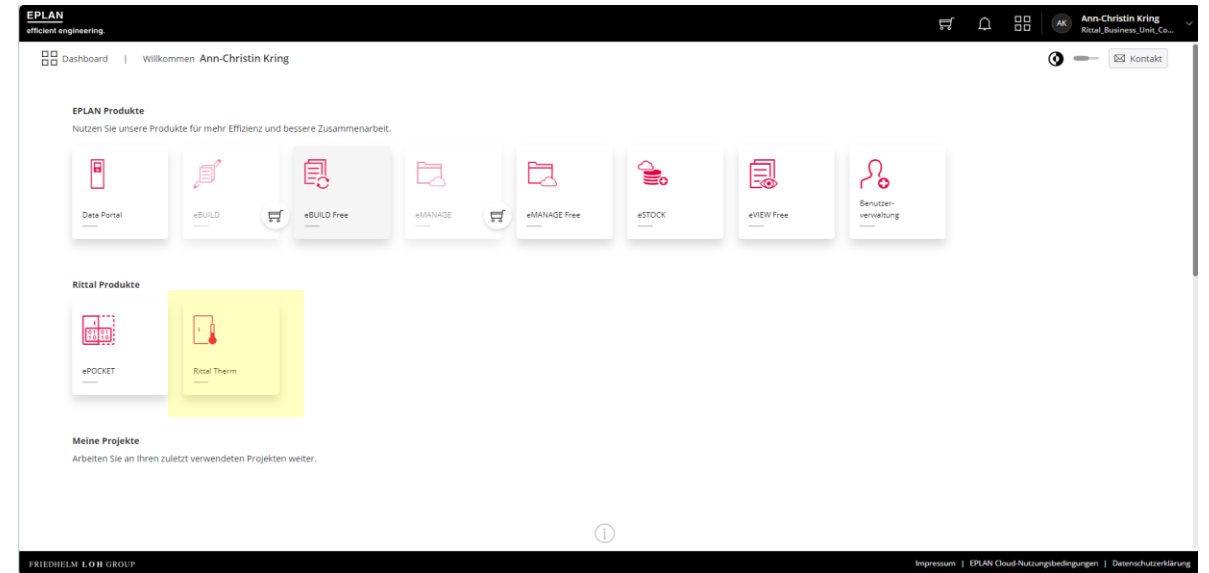 EPLAN
efficient engineering.
AK
Ann-Christin Kring
Rittal_Business_Unit_Co...
Dashboard | Willkommen Ann-Christin Kring
Kontakt
EPLAN Produkte
Nutzen Sie unsere Produkte für mehr Effizienz und bessere Zusammenarbeit.
Data Portal
eBUILD
eBUILD Free
eMANAGE
eMANAGE Free
eSTOCK
eVIEW Free
Benutzer-
verwaltung
Rittal Produkte
ePOCKET
Rittal Therm
Meine Projekte
Arbeiten Sie an Ihren zuletzt verwendeten Projekten weiter.
FRIEDHELM LOH GROUP
Impressum | EPLAN Cloud-Nutzungsbedingungen | Datenschutzerklärung